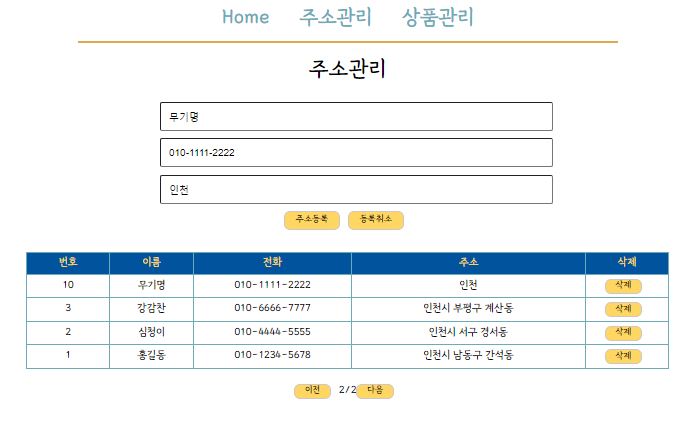 Home 주소관리 상품관리
주소관리
무기명
010-1111-2222
인천
주소등록 등록취소
번호 이름 전화 주소 삭제
10 무기명 010-1111-2222 인천 삭제
3 강감찬 010-6666-7777 인천시 부평구 계산동 삭제
2 심청이 010-4444-5555 인천시 서구 경서동 삭제
1 홍길동 010-1234-5678 인천시 남동구 간석동 삭제
이전 2/2 다음